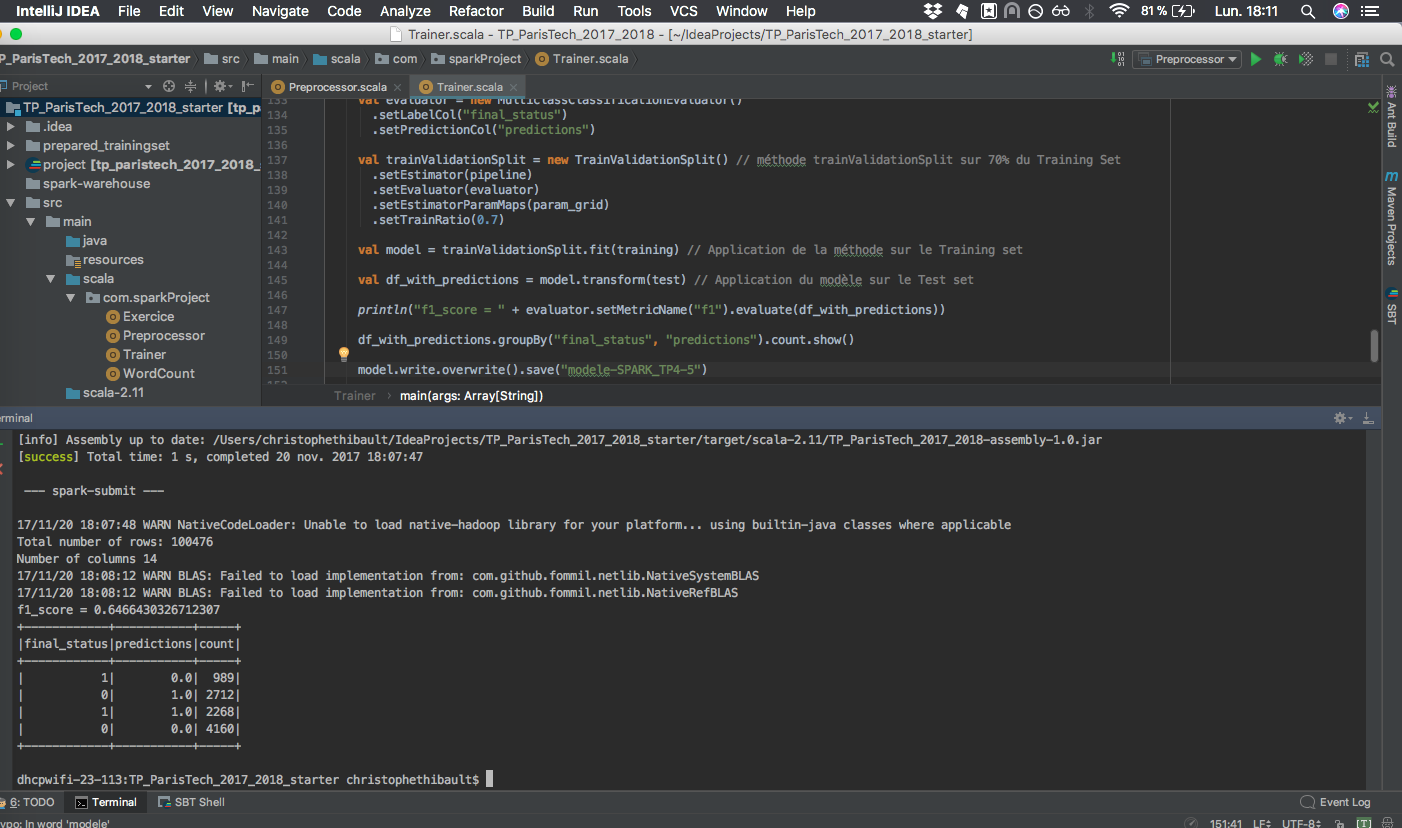 IntelliJ IDEA File Edit View Navigate Code Analyze Refactor Build Run Tools VCS Window Help 81 % Lun. 18:11
Trainer.scala - TP_ParisTech_2017_2018 - [~/IdeaProjects/TP_ParisTech_2017_2018_starter]
P_ParisTech_2017_2018_starter src main scala com sparkProject Trainer.scala Preprocessor
Project Preprocessor.scala Trainer.scala
TP_ParisTech_2017_2018_starter [tp_p
.idea
prepared_trainingset
project [tp_paristech_2017_2018_
spark-warehouse
src
main
java
resources
scala
com.sparkProject
Exercice
Preprocessor
Trainer
WordCount
scala-2.11
133 val evaluator = new MulticlassClassificationEvaluator()
134 .setLabelCol("final_status")
135 .setPredictionCol("predictions")
136
137 val trainValidationSplit = new TrainValidationSplit() // méthode trainValidationSplit sur 70% du Training Set
138 .setEstimator(pipeline)
139 .setEvaluator(evaluator)
140 .setEstimatorParamMaps(param_grid)
141 .setTrainRatio(0.7)
142
143 val model = trainValidationSplit.fit(training) // Application de la méthode sur le Training set
144
145 val df_with_predictions = model.transform(test) // Application du modèle sur le Test set
146
147 println("f1_score = " + evaluator.setMetricName("f1").evaluate(df_with_predictions))
148
149 df_with_predictions.groupBy("final_status", "predictions").count.show()
150
151 model.write.overwrite().save("modele-SPARK_TP4-5")
Trainer › main(args: Array[String])
Ant Build
Maven Projects
SBT
erminal
[info] Assembly up to date: /Users/christophethibault/IdeaProjects/TP_ParisTech_2017_2018_starter/target/scala-2.11/TP_ParisTech_2017_2018-assembly-1.0.jar
[success] Total time: 1 s, completed 20 nov. 2017 18:07:47
--- spark-submit ---
17/11/20 18:07:48 WARN NativeCodeLoader: Unable to load native-hadoop library for your platform... using builtin-java classes where applicable
Total number of rows: 100476
Number of columns 14
17/11/20 18:08:12 WARN BLAS: Failed to load implementation from: com.github.fommil.netlib.NativeSystemBLAS
17/11/20 18:08:12 WARN BLAS: Failed to load implementation from: com.github.fommil.netlib.NativeRefBLAS
f1_score = 0.6466430326712307
+------------+-----------+-----+
|final_status|predictions|count|
+------------+-----------+-----+
| 1| 0.0| 989|
| 0| 1.0| 2712|
| 1| 1.0| 2268|
| 0| 0.0| 4160|
+------------+-----------+-----+
dhcpwifi-23-113:TP_ParisTech_2017_2018_starter christophethibault$
6: TODO Terminal SBT Shell Event Log
ypo: In word 'modele' 151:41 LF UTF-8 [T]